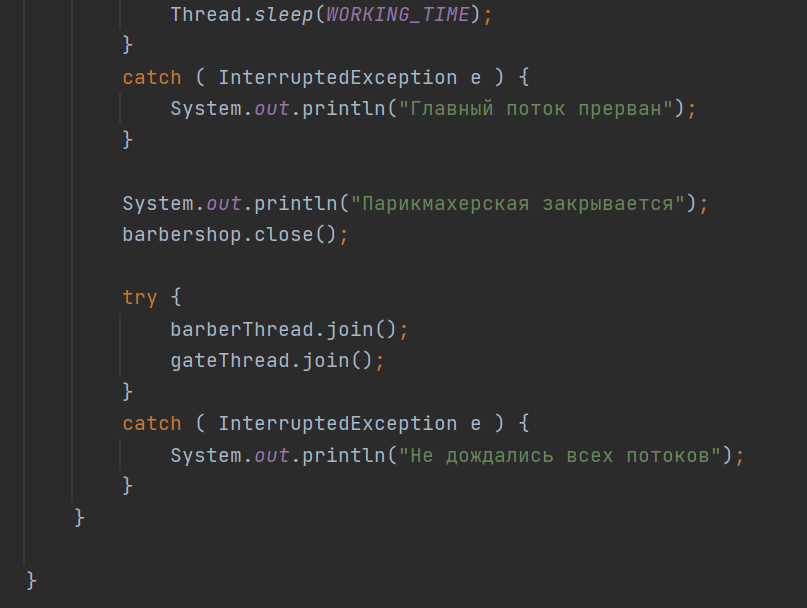 Thread.sleep(WORKING_TIME);
}
catch ( InterruptedException e ) {
System.out.println("Главный поток прерван");
}
System.out.println("Парикмахерская закрывается");
barbershop.close();
try {
barberThread.join();
gateThread.join();
}
catch ( InterruptedException e ) {
System.out.println("Не дождались всех потоков");
}
}
}